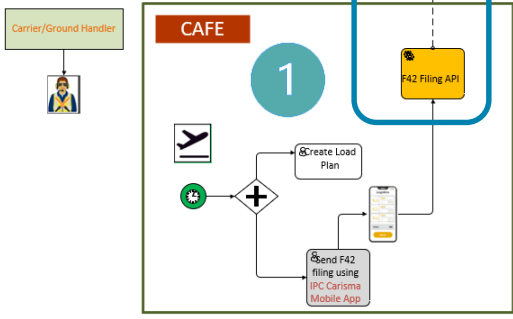 Carrier/Ground Handler
CAFE
1
F42 Filing API
Create Load
Plan
Send F42
filing using
IPC Carisma
Mobile App